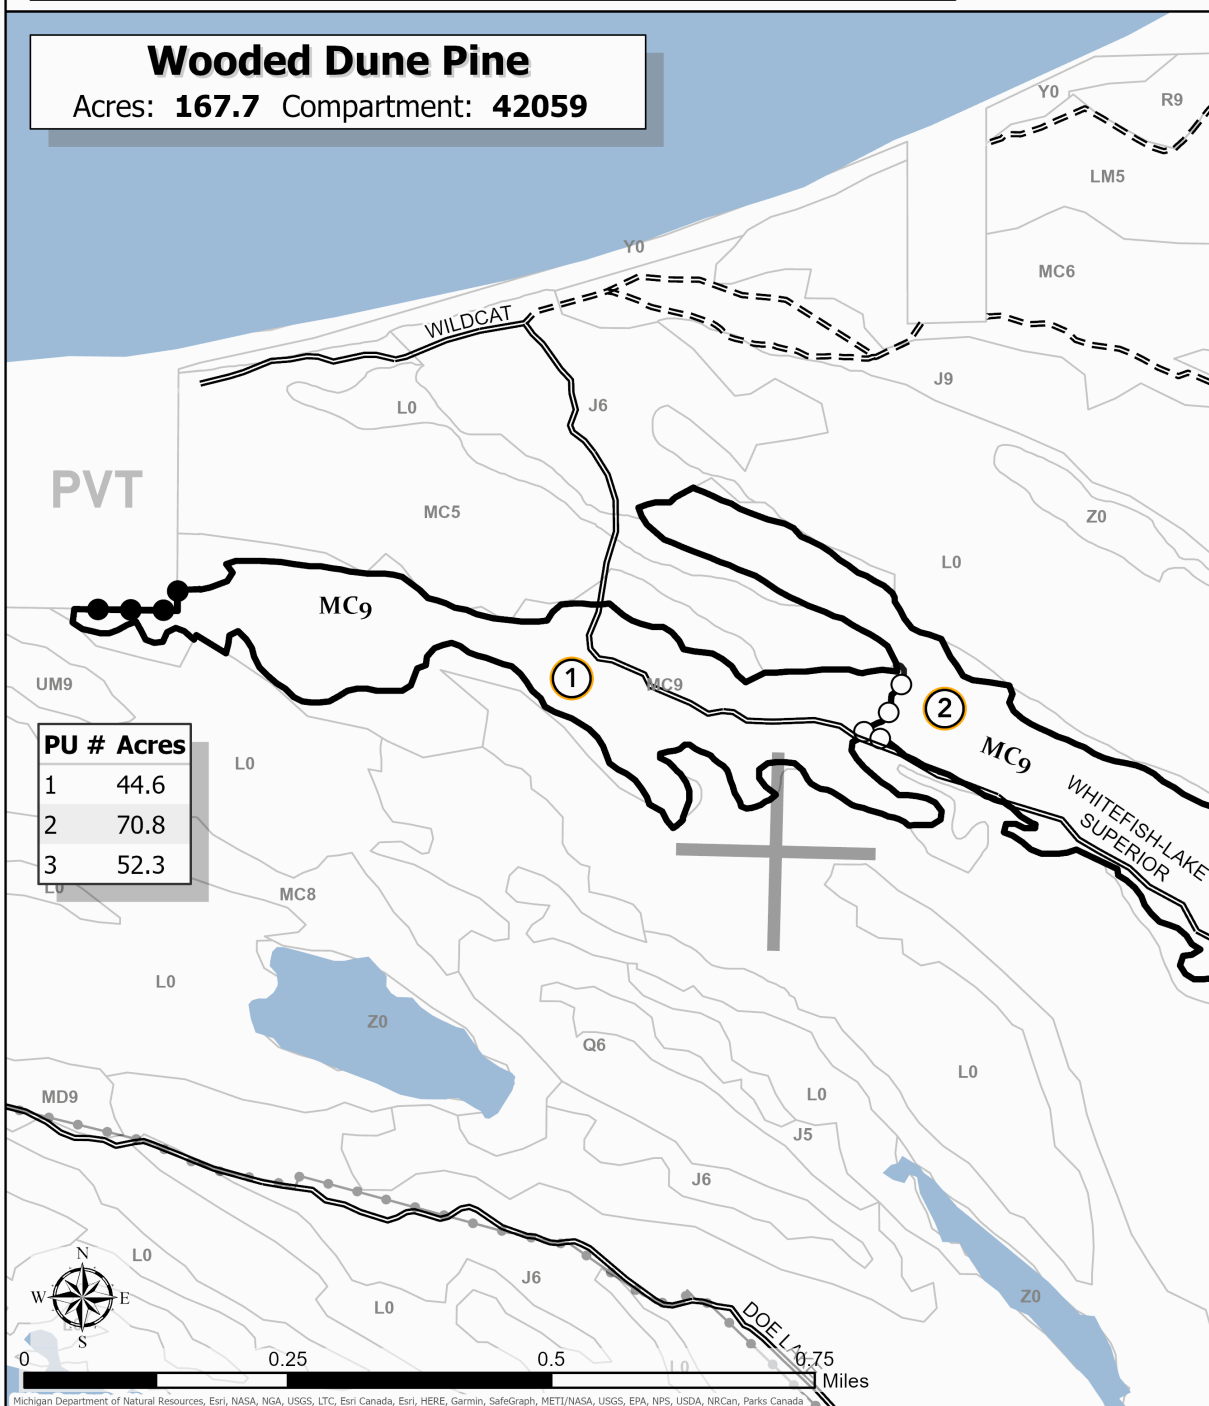 Wooded Dune Pine
Acres: 167.7 Compartment: 42059
Y0
R9
LM5
Y0
MC6
WILDCAT
J9
L0
J6
PVT
MC5
Z0
L0
MC9
1
MC9
UM9
2
MC9
PU # Acres
1 44.6
2 70.8
3 52.3
L0
WHITEFISH-LAKE
SUPERIOR
L0
MC8
L0
Z0
Q6
L0
MD9
L0
J5
J6
N
W E
S
L0
J6
L0
Z0
DOE LAKE
L0
0 0.25 0.5 0.75
Miles
Michigan Department of Natural Resources, Esri, NASA, NGA, USGS, LTC, Esri Canada, Esri, HERE, Garmin, SafeGraph, METI/NASA, USGS, EPA, NPS, USDA, NRCan, Parks Canada